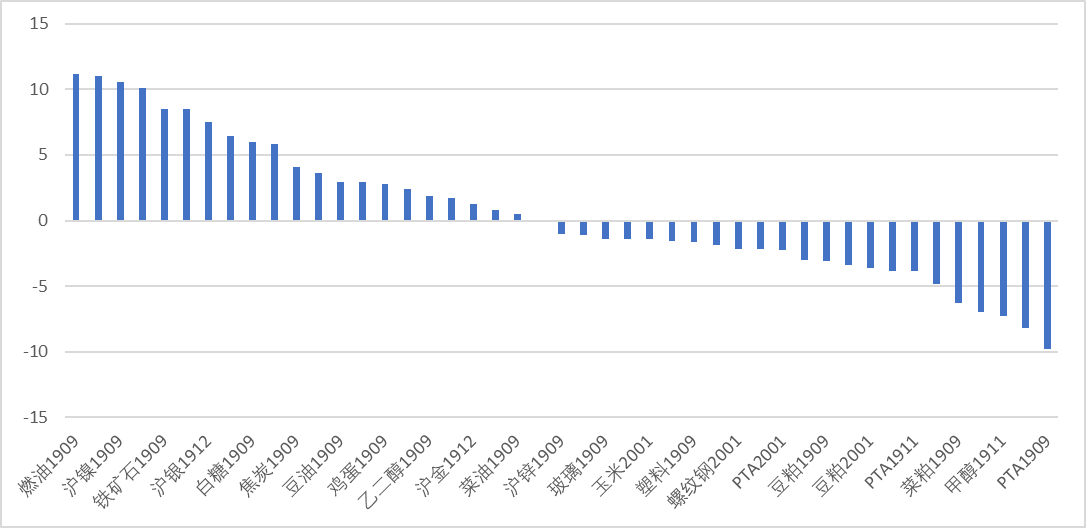 15
10
5
0
-5
-10
-15
燃油1909
沪镍1909
铁矿石1909
沪银1912
白糖1909
焦炭1909
豆油1909
鸡蛋1909
乙二醇1909
沪金1912
菜油1909
沪锌1909
玻璃1909
玉米2001
塑料1909
螺纹钢2001
PTA2001
豆粕1909
豆粕2001
PTA1911
菜粕1909
甲醇1911
PTA1909